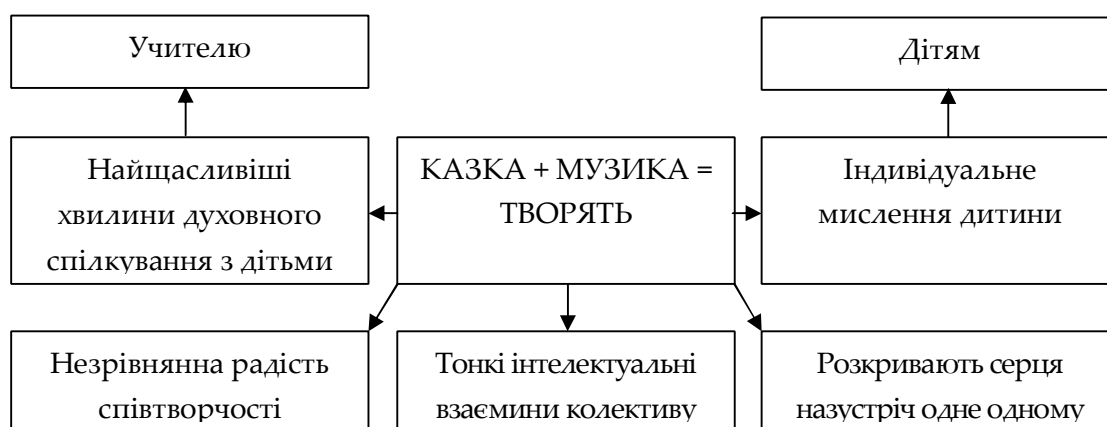 Учителю
Дітям
Найщасливіші
хвилини духовного
спілкування з дітьми
КАЗКА + МУЗИКА =
ТВОРЯТЬ
Індивідуальне
мислення дитини
Незрівнянна радість
співтворчості
Тонкі інтелектуальні
взаємини колективу
Розкривають серця
назустріч одне одному